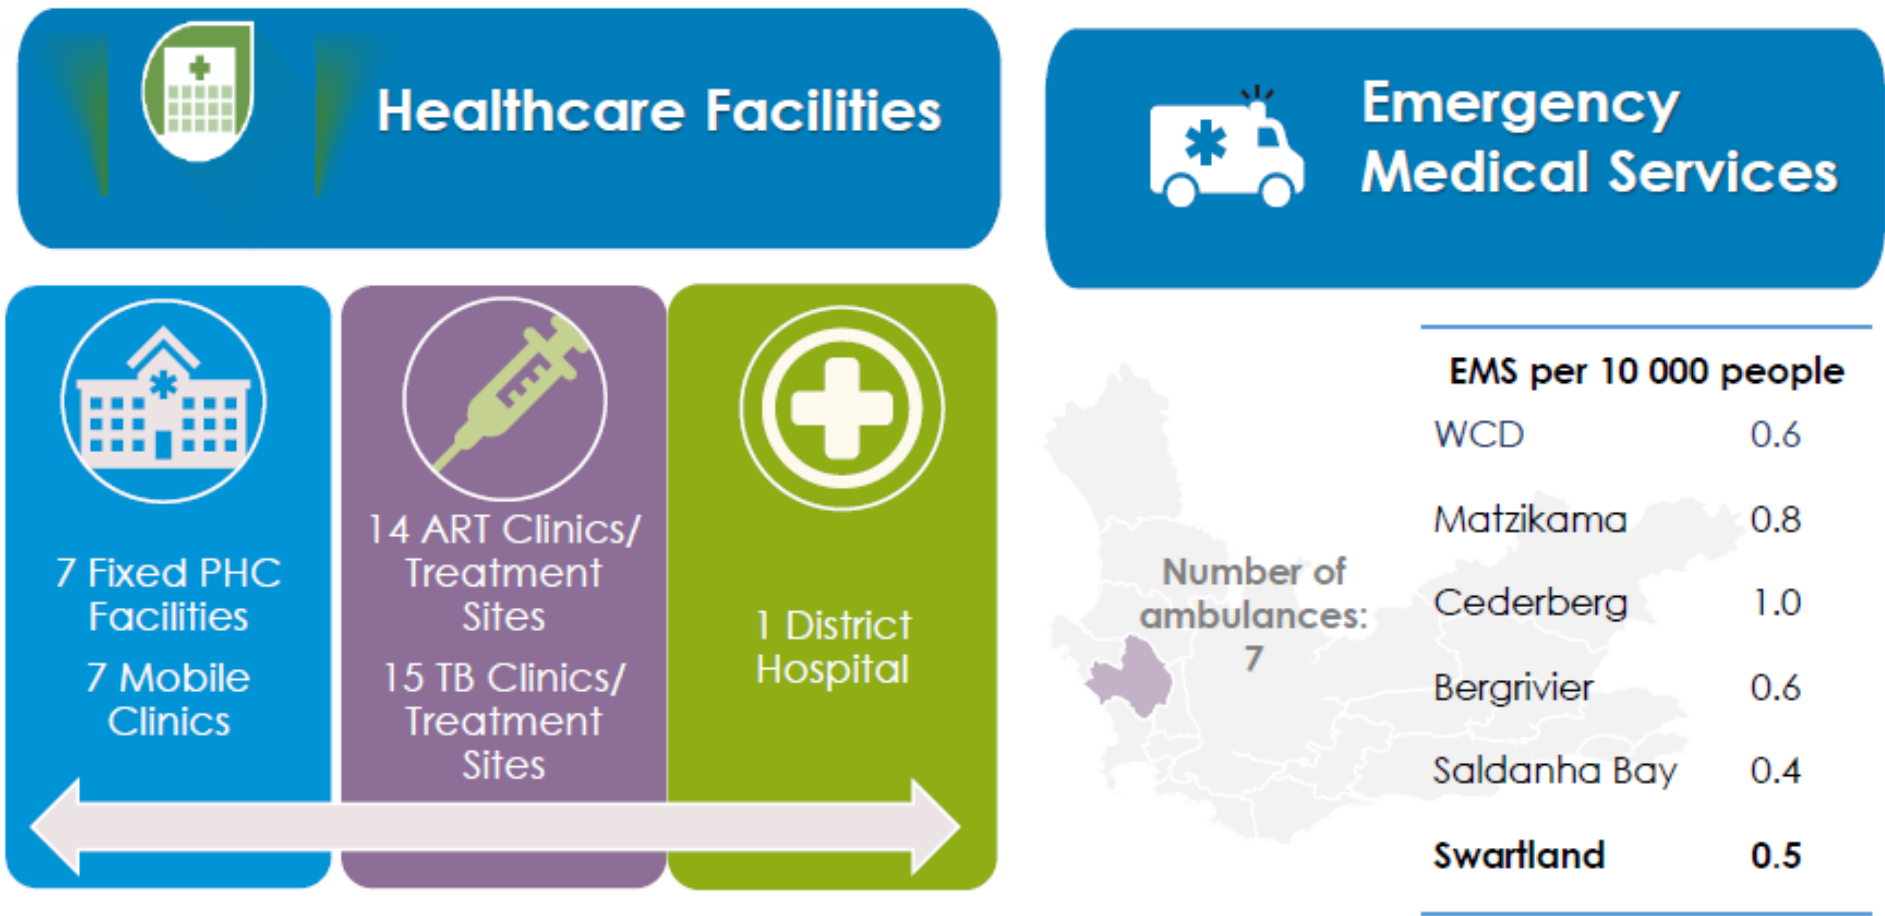 Healthcare Facilities
7 Fixed PHC
Facilities
7 Mobile
Clinics
14 ART Clinics/
Treatment
Sites
15 TB Clinics/
Treatment
Sites
1 District
Hospital
Emergency
Medical Services
Number of
ambulances:
7
EMS per 10 000 people
WCD 0.6
Matzikama 0.8
Cederberg 1.0
Bergrivier 0.6
Saldanha Bay 0.4
Swartland 0.5